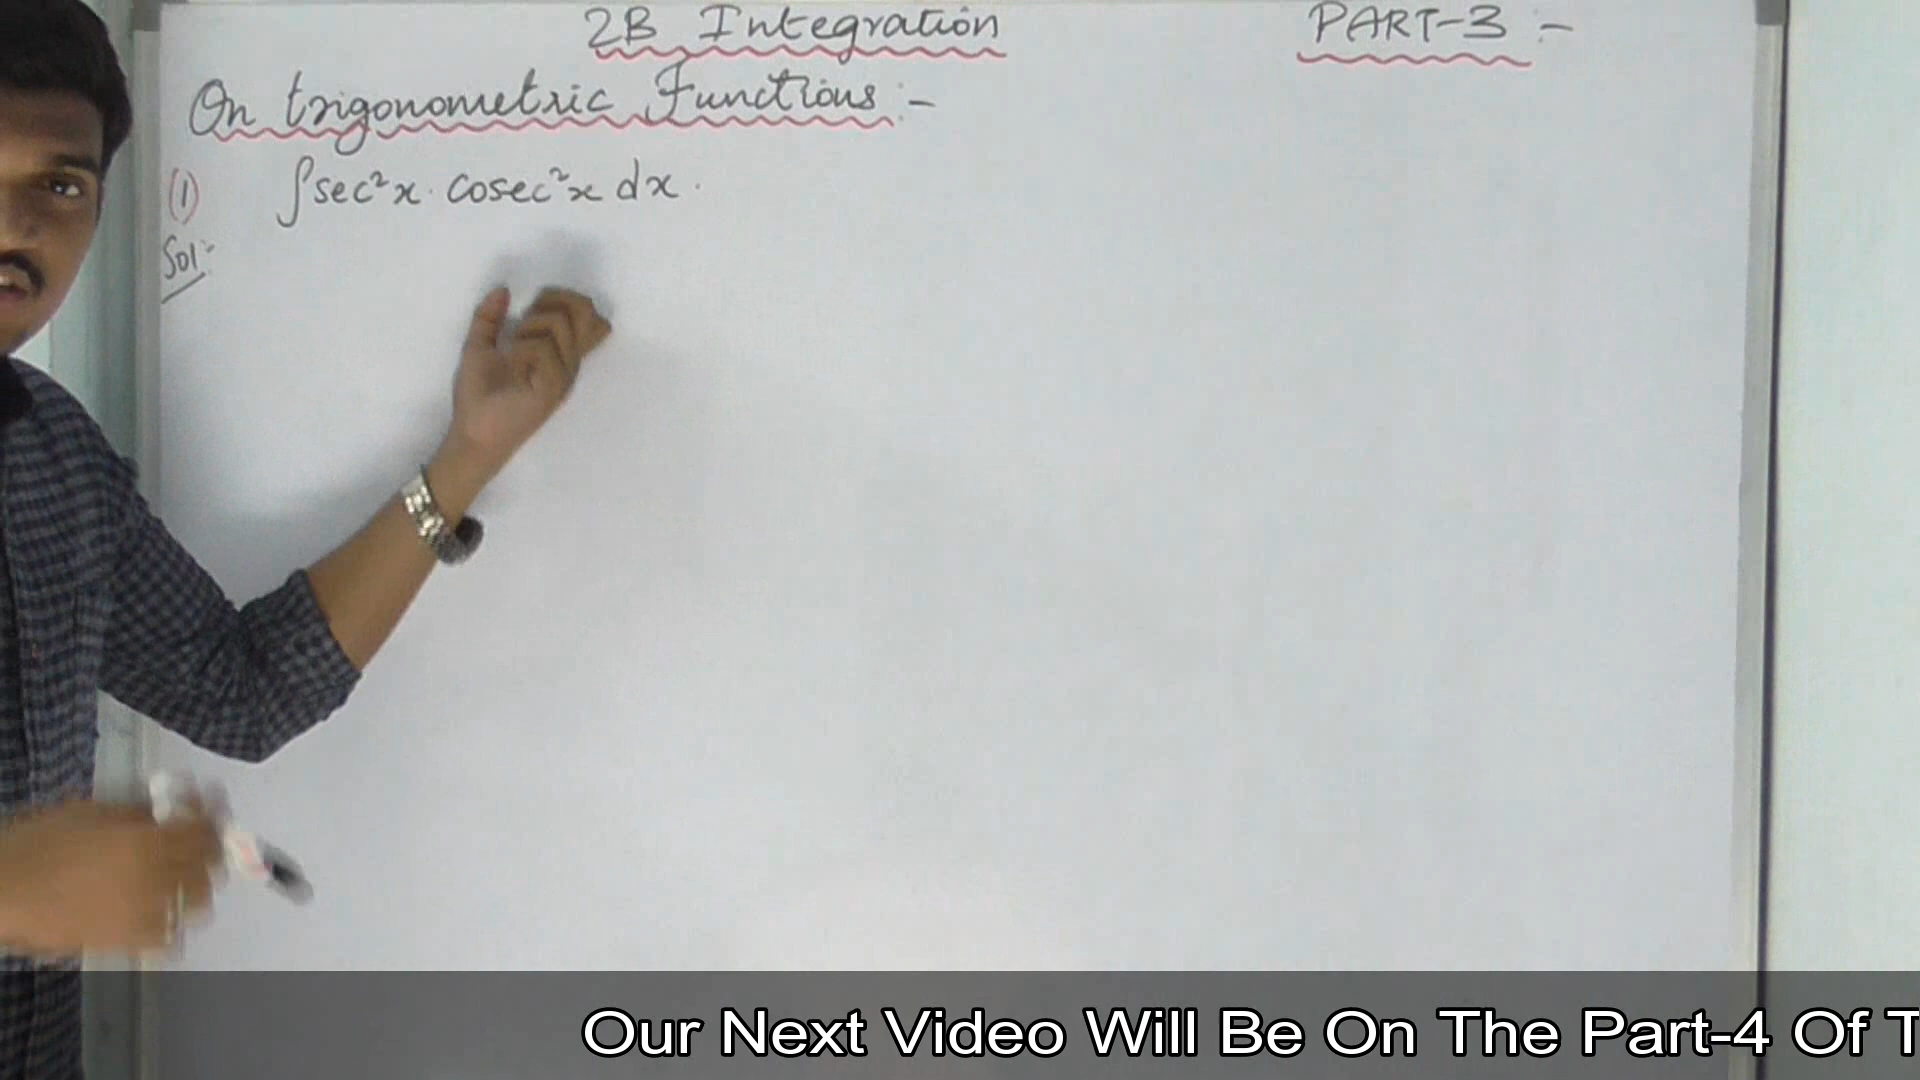 2B Integration PART-3 :-
On trigonometric Functions :-
(1) ∫sec²x · cosec²x dx.
Sol:
Our Next Video Will Be On The Part-4 Of T